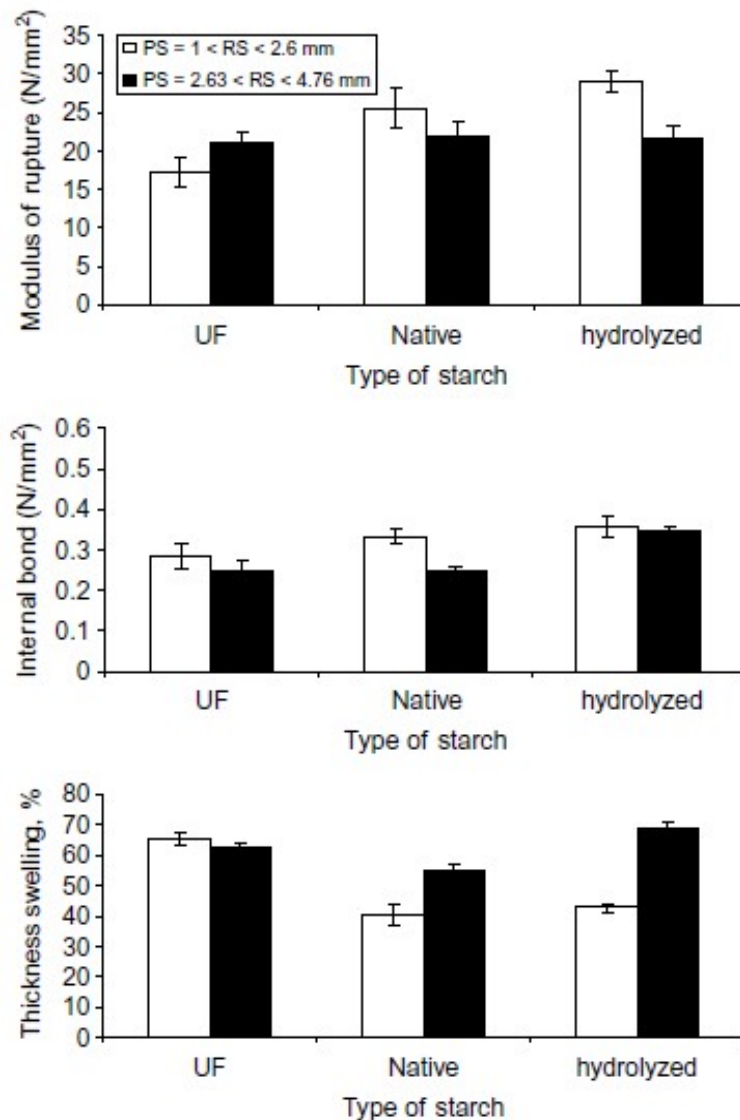 Modulus of rupture (N/mm²)
35
30
25
20
15
10
5
0
PS = 1 < RS < 2.6 mm
PS = 2.63 < RS < 4.76 mm
UF Native hydrolyzed
Type of starch
Internal bond (N/mm²)
0.6
0.5
0.4
0.3
0.2
0.1
0
UF Native hydrolyzed
Type of starch
Thickness swelling, %
80
70
60
50
40
30
20
10
0
UF Native hydrolyzed
Type of starch